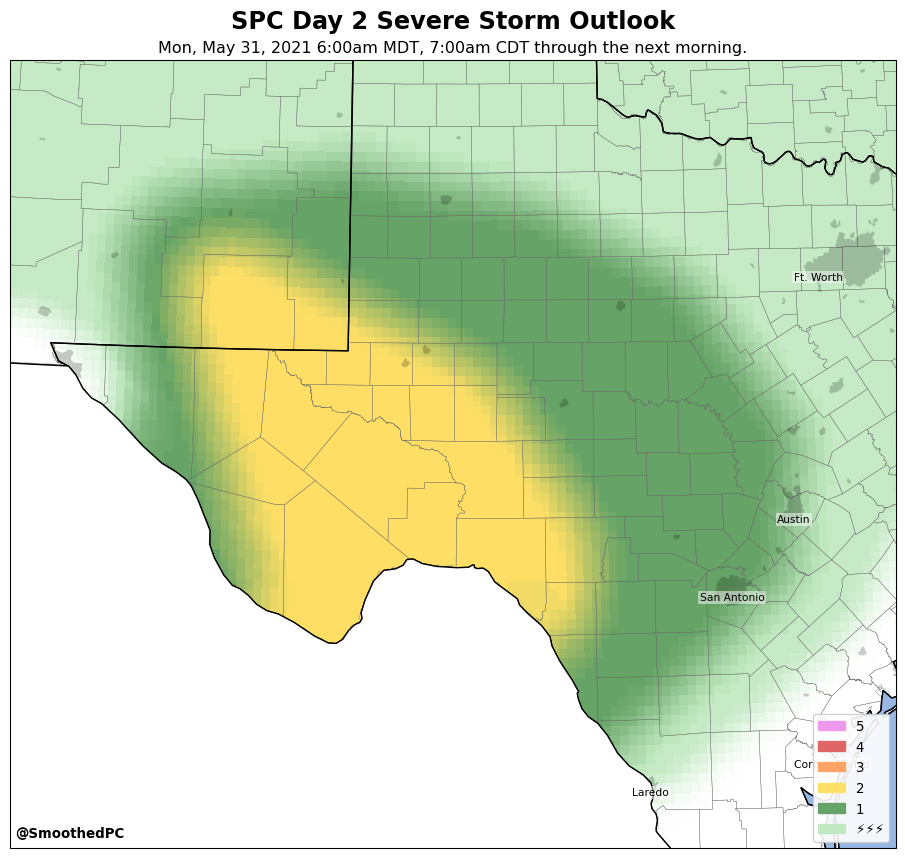 SPC Day 2 Severe Storm Outlook
Mon, May 31, 2021 6:00am MDT, 7:00am CDT through the next morning.
Ft. Worth
Austin
San Antonio
Laredo
5
4
3
2
1
⚡⚡⚡
@SmoothedPC